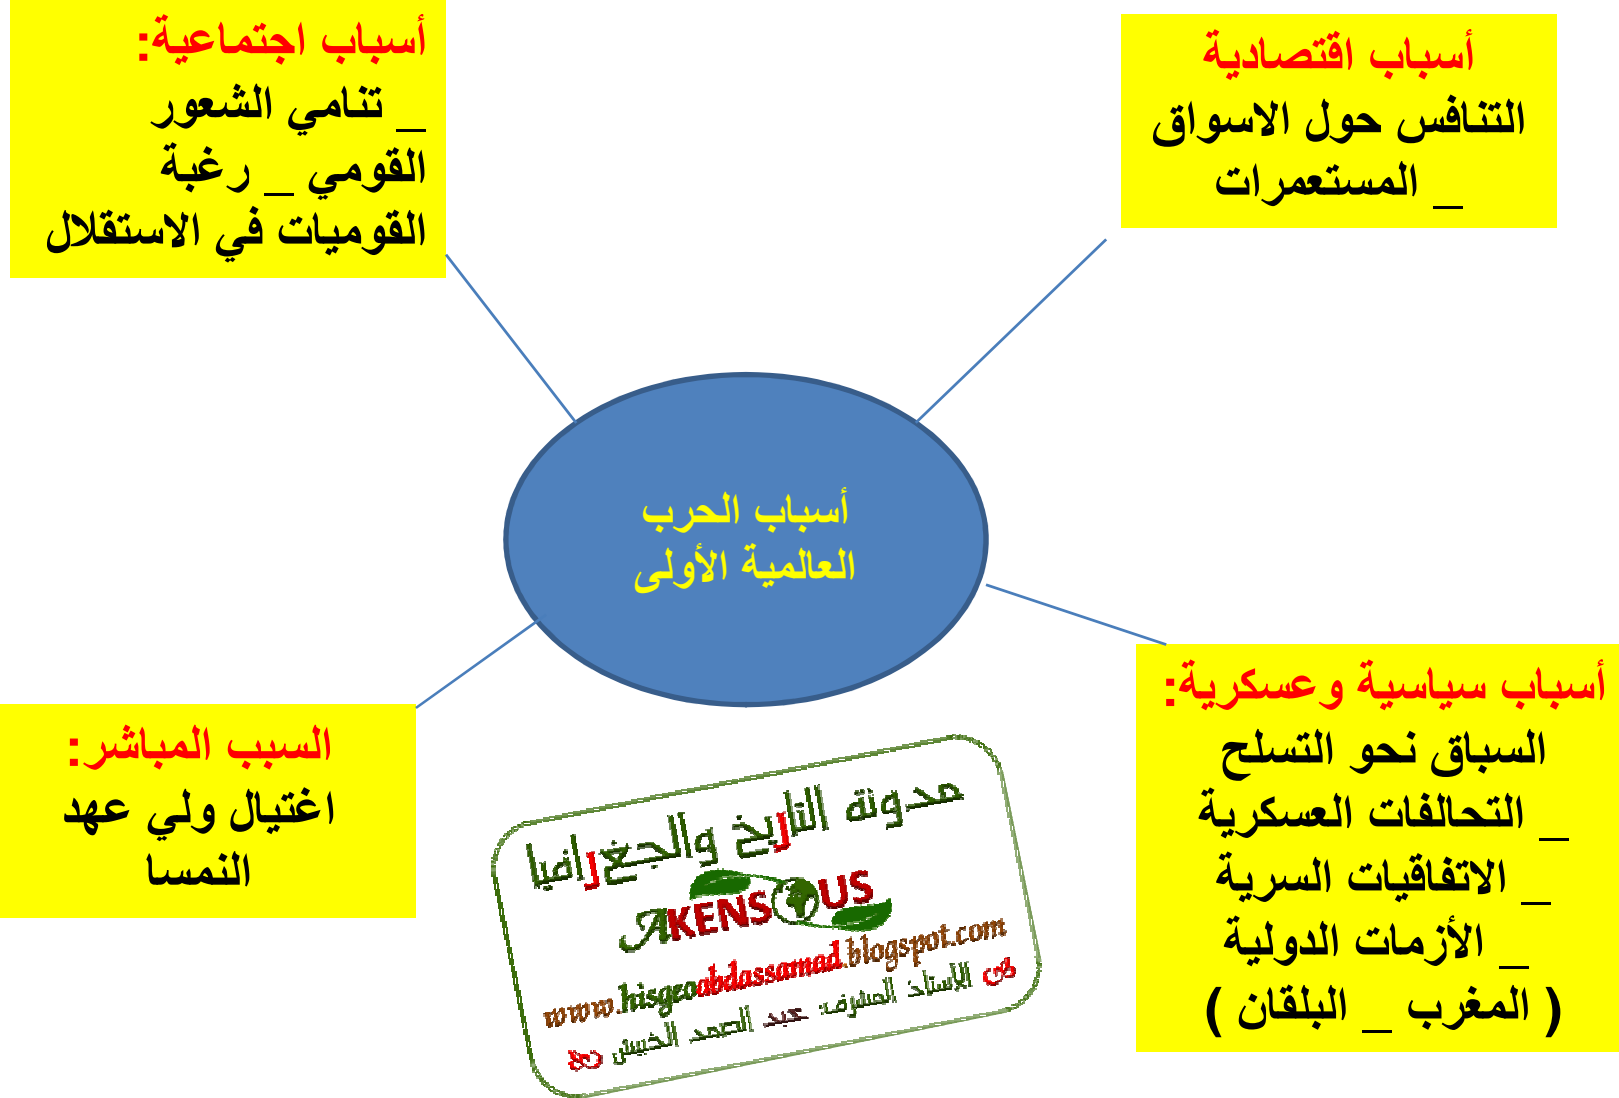 أسباب اقتصادية
التنافس حول الاسواق
_ المستعمرات
أسباب اجتماعية:
_ تنامي الشعور
القومي _ رغبة
القوميات في الاستقلال
أسباب الحرب
العالمية الأولى
أسباب سياسية وعسكرية:
السباق نحو التسلح
_ التحالفات العسكرية
_ الاتفاقيات السرية
_ الأزمات الدولية
( المغرب _ البلقان )
السبب المباشر:
اغتيال ولي عهد
النمسا
مدونة التاريخ والجغرافيا
AKENSOUS
www.hisgeoabdassamad.blogspot.com
الاستاذ المشرف: عبد الصمد الخبيش